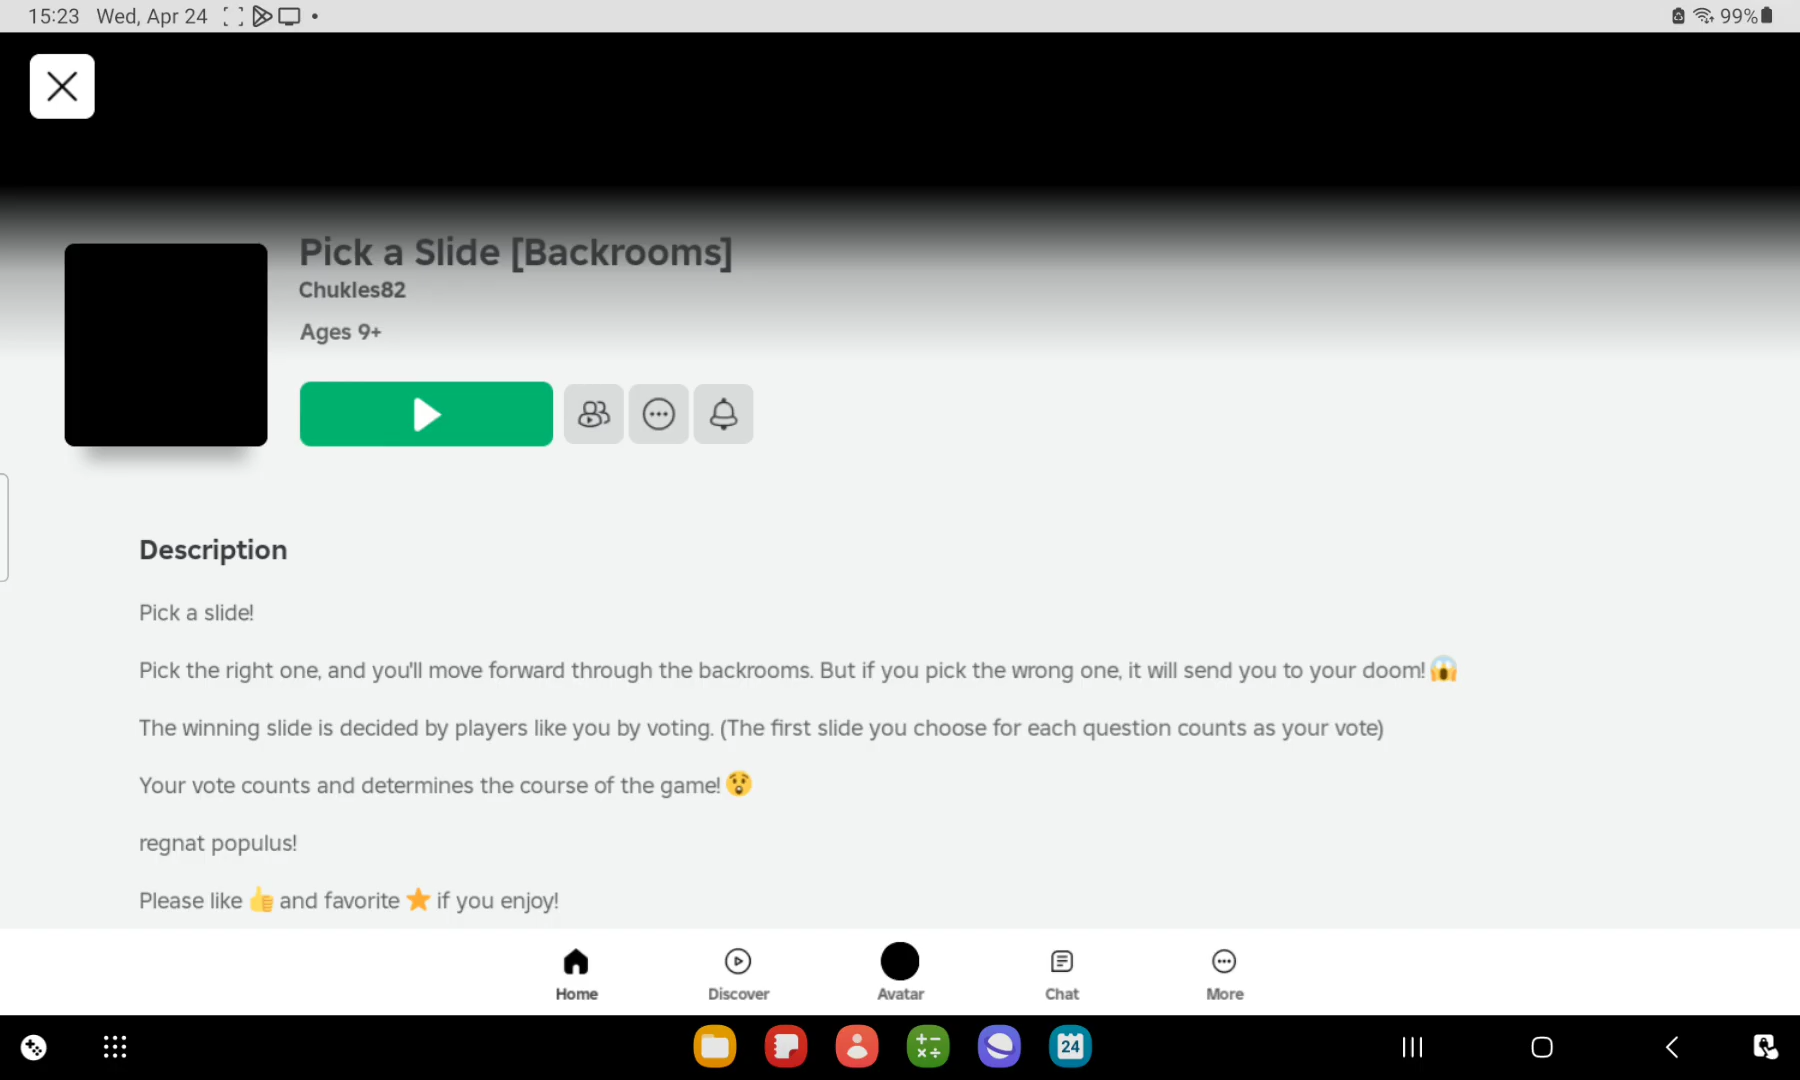 15:23 Wed, Apr 24
99%
Pick a Slide [Backrooms]
Chukles82
Ages 9+
Description
Pick a slide!
Pick the right one, and you'll move forward through the backrooms. But if you pick the wrong one, it will send you to your doom! 😱
The winning slide is decided by players like you by voting. (The first slide you choose for each question counts as your vote)
Your vote counts and determines the course of the game! 😲
regnat populus!
Please like 👍 and favorite ⭐ if you enjoy!
Home Discover Avatar Chat More
24